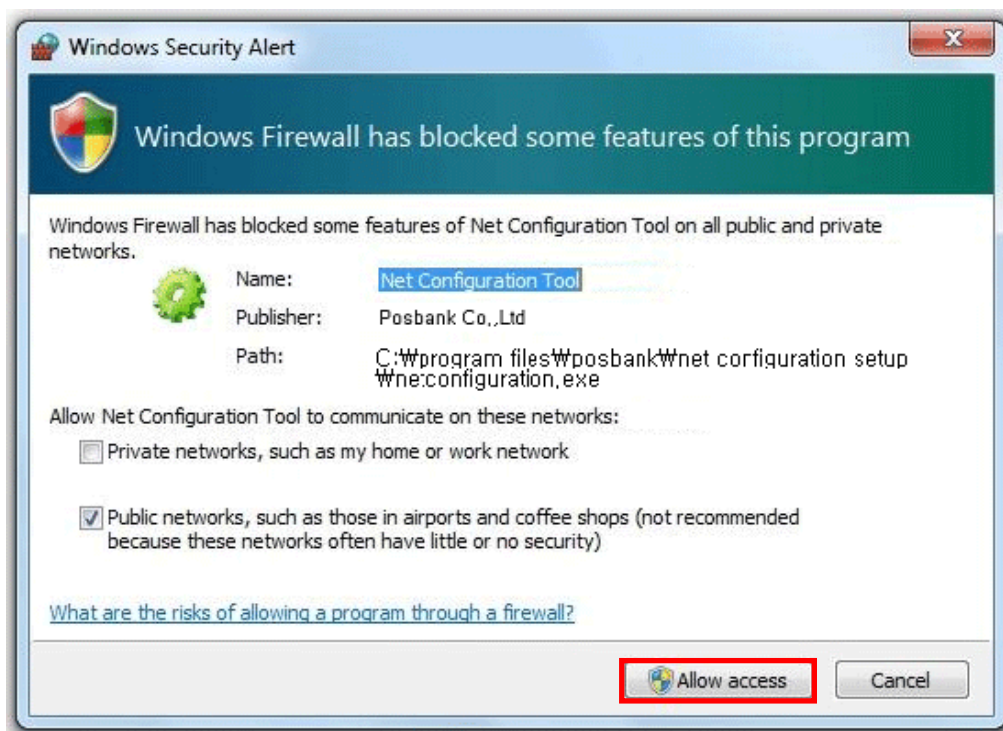 Windows Security Alert
Windows Firewall has blocked some features of this program
Windows Firewall has blocked some features of Net Configuration Tool on all public and private
networks.
Name: Net Configuration Tool
Publisher: Posbank Co,,Ltd
Path: C:₩program files₩posbank₩net corfiguration setup
₩netconfiguration,exe
Allow Net Configuration Tool to communicate on these networks:
Private networks, such as my home or work network
Public networks, such as those in airports and coffee shops (not recommended
because these networks often have little or no security)
What are the risks of allowing a program through a firewall?
Allow access Cancel